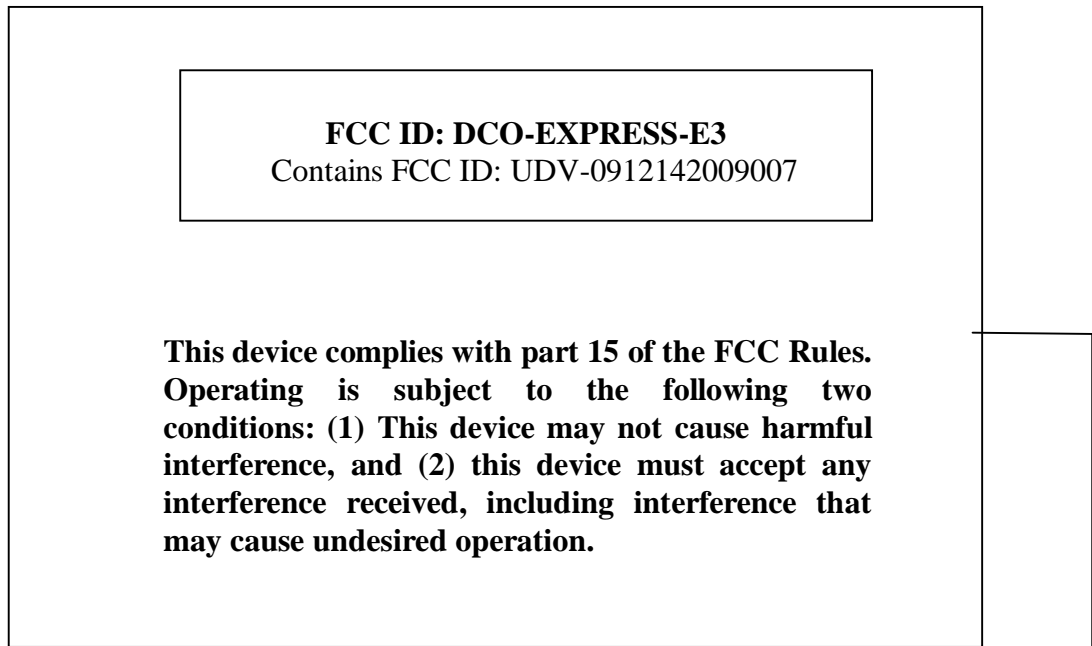 FCC ID: DCO-EXPRESS-E3
Contains FCC ID: UDV-0912142009007
This device complies with part 15 of the FCC Rules.
Operating is subject to the following two
conditions: (1) This device may not cause harmful
interference, and (2) this device must accept any
interference received, including interference that
may cause undesired operation.